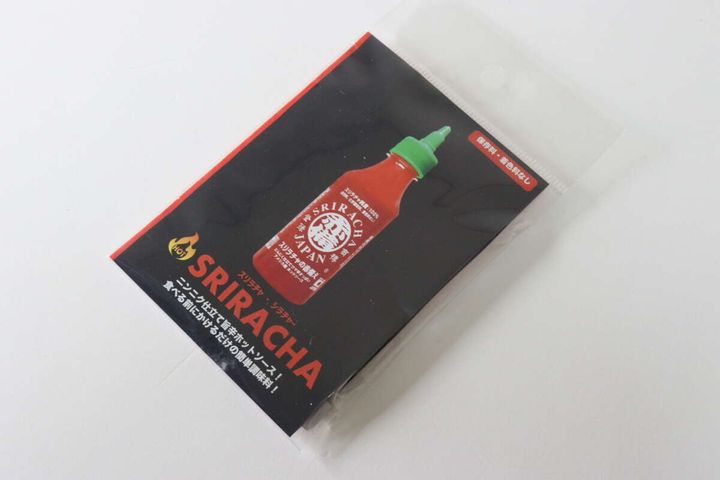 保存料・着色料なし
SRIRACHA
JAPAN
HOT
スリラチャ・シラチャー
SRIRACHA
ニンニク仕立て旨辛ホットソース！
食べる前にかけるだけの簡単調味料！